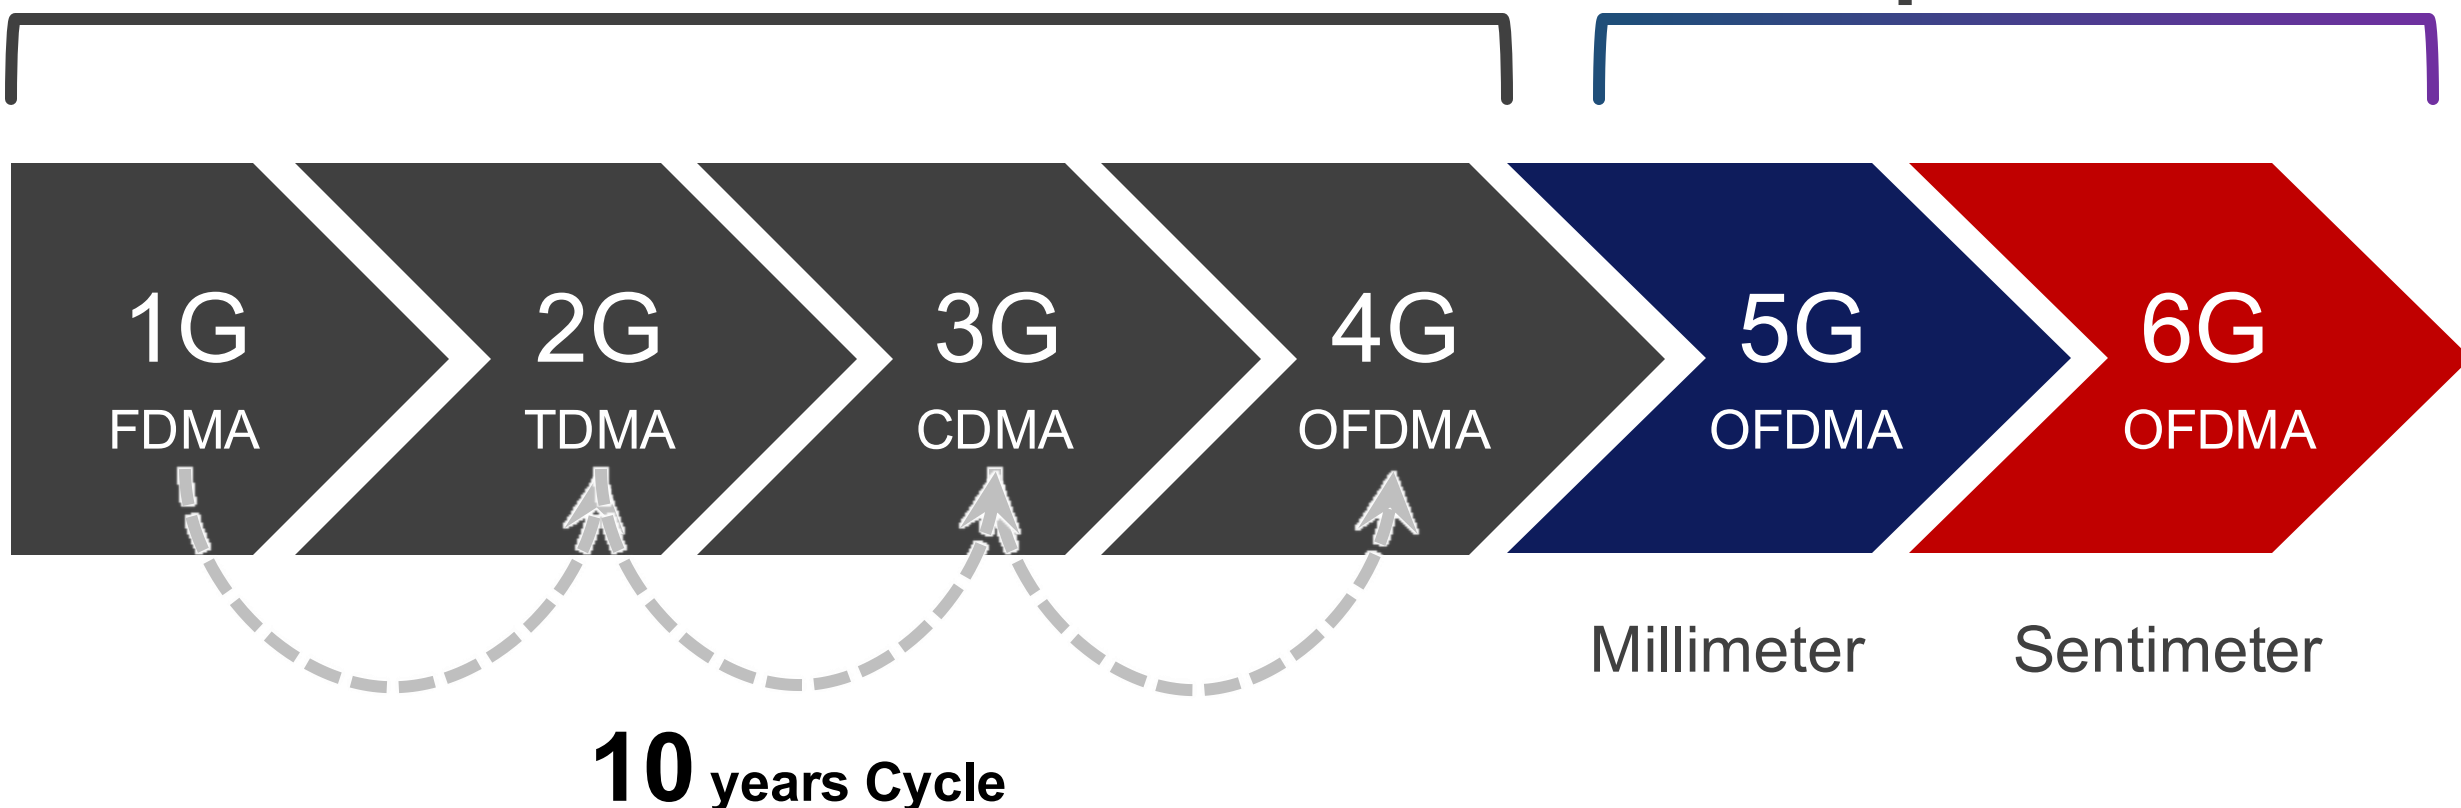 1G
FDMA
2G
TDMA
3G
CDMA
4G
OFDMA
5G
OFDMA
6G
OFDMA
Millimeter
Sentimeter
10 years Cycle